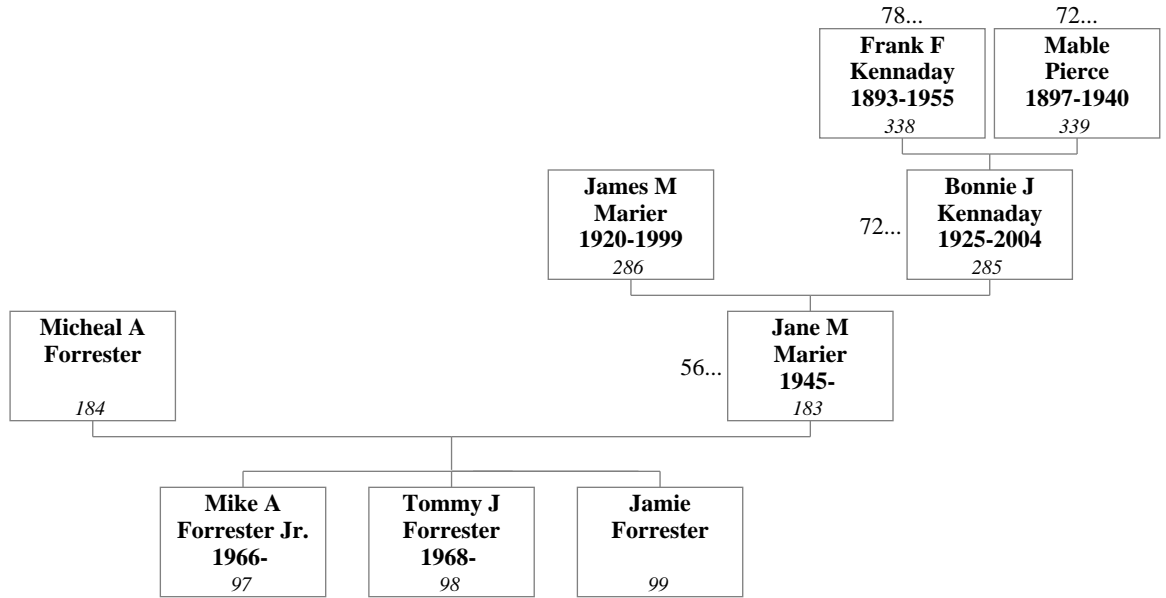 78...
72...
Frank F
Kennaday
1893-1955
338
Mable
Pierce
1897-1940
339
James M
Marier
1920-1999
286
72...
Bonnie J
Kennaday
1925-2004
285
Micheal A
Forrester
184
56...
Jane M
Marier
1945-
183
Mike A
Forrester Jr.
1966-
97
Tommy J
Forrester
1968-
98
Jamie
Forrester
99